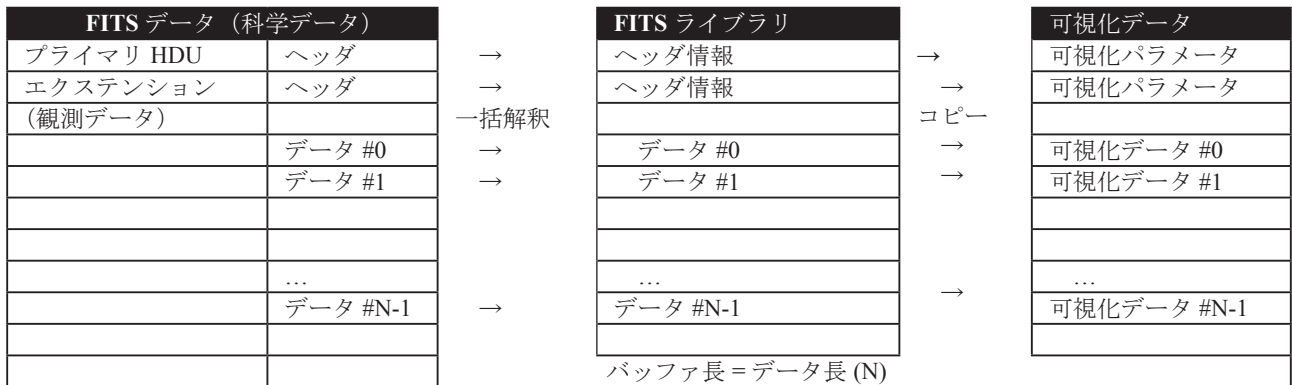 FITS データ（科学データ） FITS ライブラリ 可視化データ
プライマリ HDU ヘッダ → ヘッダ情報 → 可視化パラメータ
エクステンション ヘッダ → ヘッダ情報 → 可視化パラメータ
（観測データ） 一括解釈 コピー
データ #0 → データ #0 → 可視化データ #0
データ #1 → データ #1 → 可視化データ #1
… … …
データ #N-1 → データ #N-1 → 可視化データ #N-1
バッファ長 = データ長 (N)